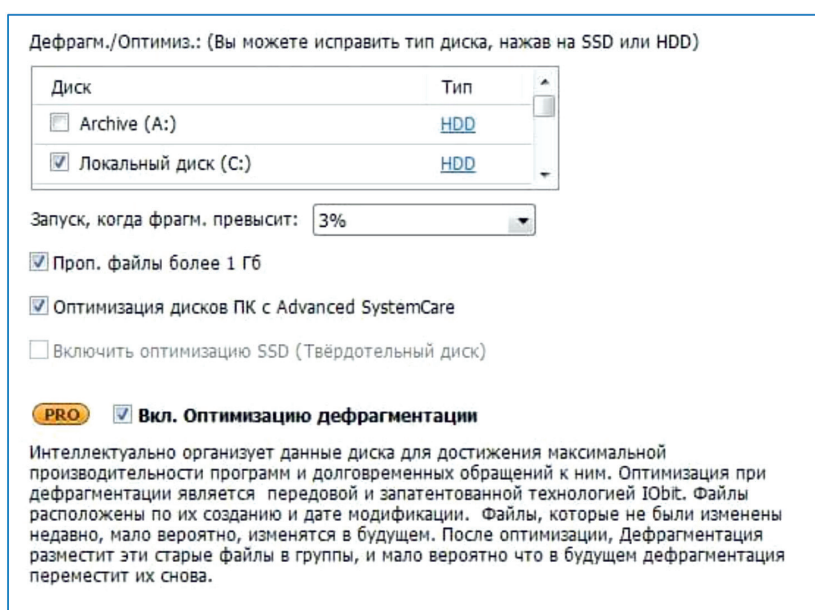 Дефрагм./Оптимиз.: (Вы можете исправить тип диска, нажав на SSD или HDD)
Диск Тип
Archive (A:) HDD
Локальный диск (C:) HDD
Запуск, когда фрагм. превысит: 3%
Проп. файлы более 1 Гб
Оптимизация дисков ПК с Advanced SystemCare
Включить оптимизацию SSD (Твёрдотельный диск)
PRO Вкл. Оптимизацию дефрагментации
Интеллектуально организует данные диска для достижения максимальной
производительности программ и долговременных обращений к ним. Оптимизация при
дефрагментации является передовой и запатентованной технологией IObit. Файлы
расположены по их созданию и дате модификации. Файлы, которые не были изменены
недавно, мало вероятно, изменятся в будущем. После оптимизации, Дефрагментация
разместит эти старые файлы в группы, и мало вероятно что в будущем дефрагментация
переместит их снова.